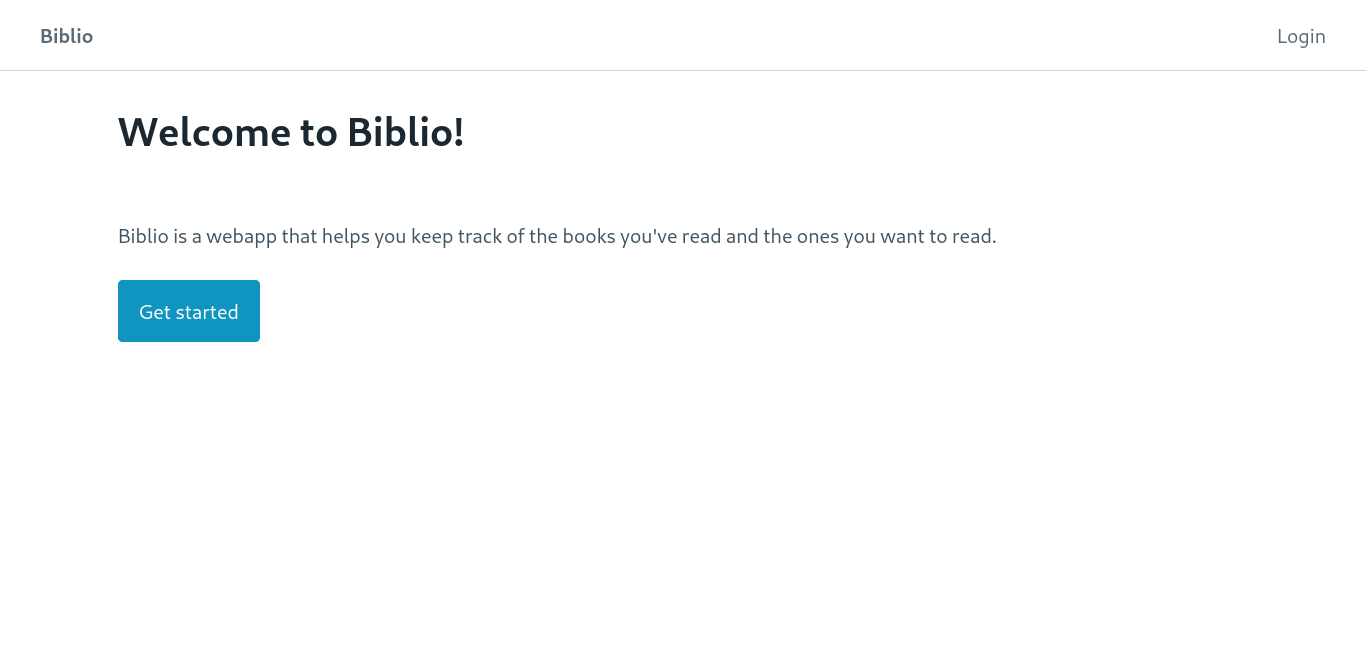 Biblio
Login
Welcome to Biblio!
Biblio is a webapp that helps you keep track of the books you've read and the ones you want to read.
Get started